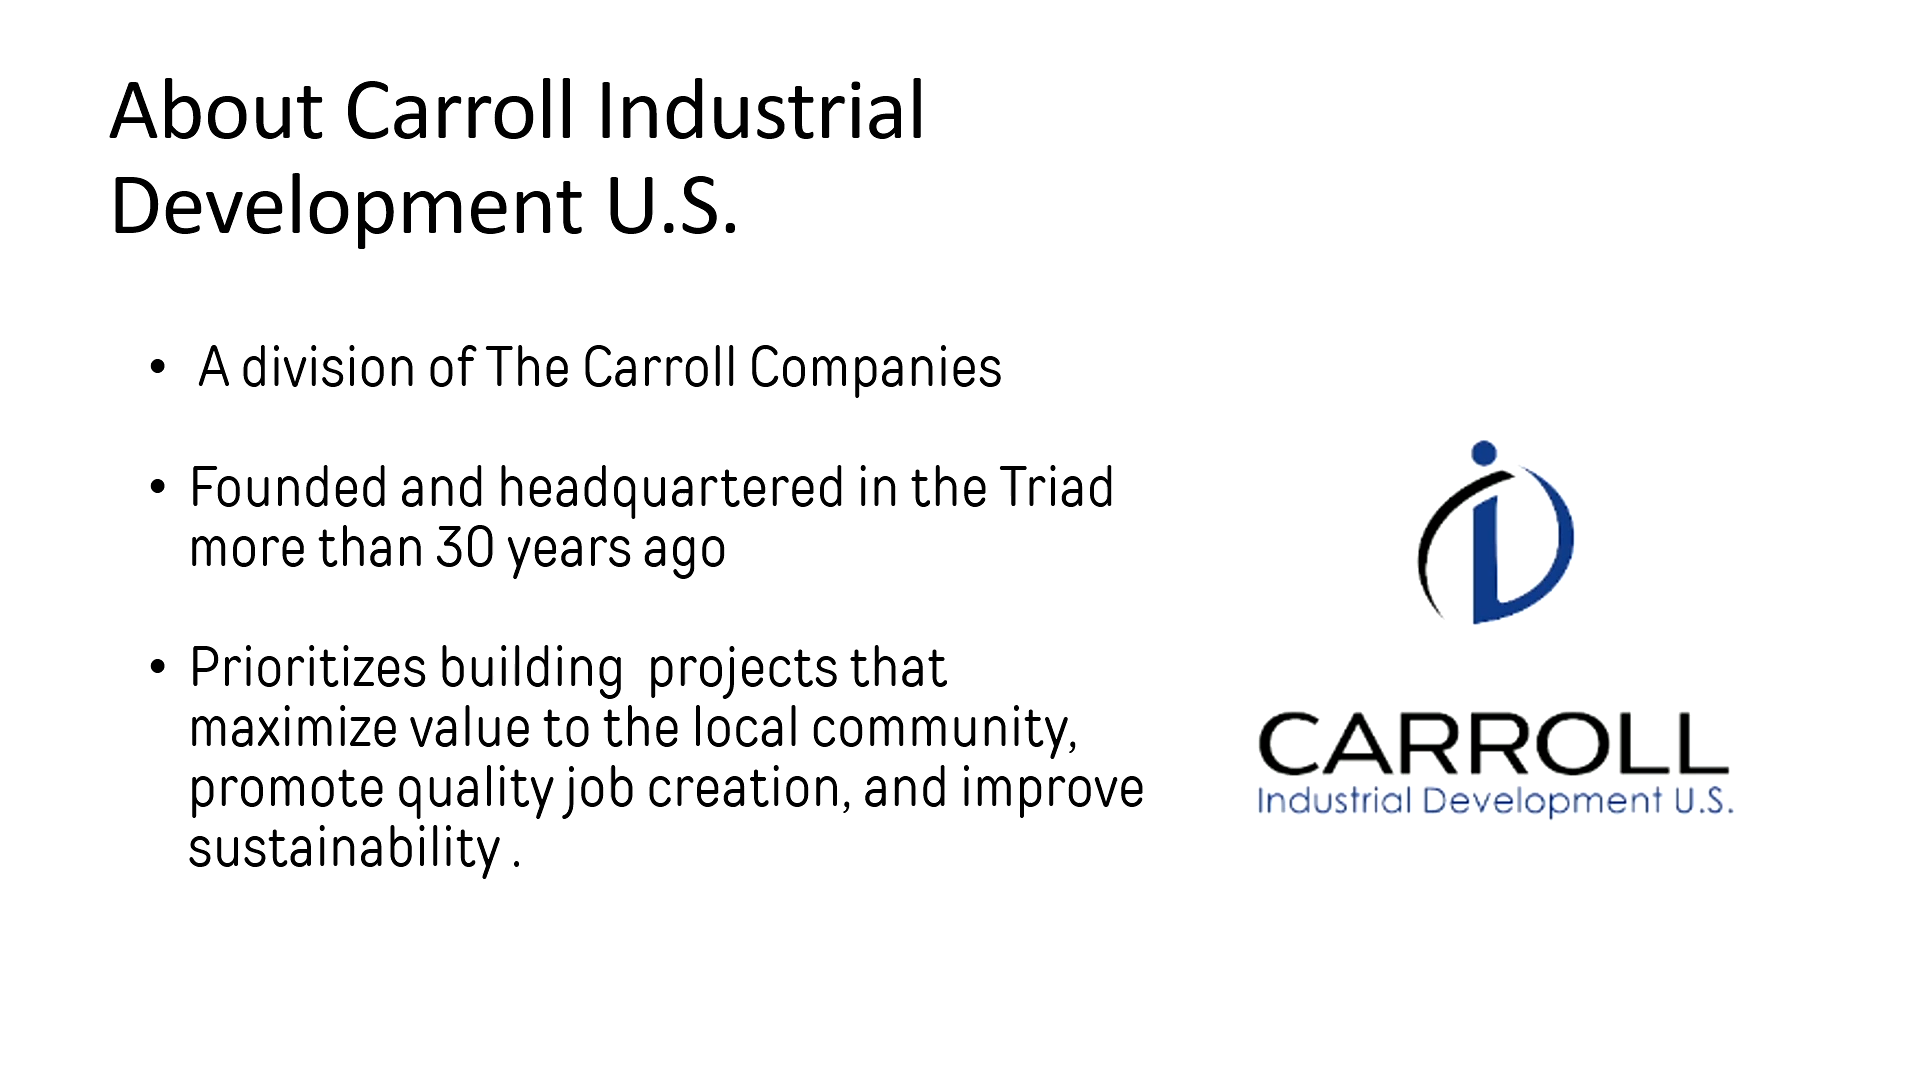 About Carroll Industrial
Development U.S.
• A division of The Carroll Companies
• Founded and headquartered in the Triad
more than 30 years ago
• Prioritizes building  projects that
maximize value to the local community,
promote quality job creation, and improve
sustainability .
CARROLL
Industrial Development U.S.